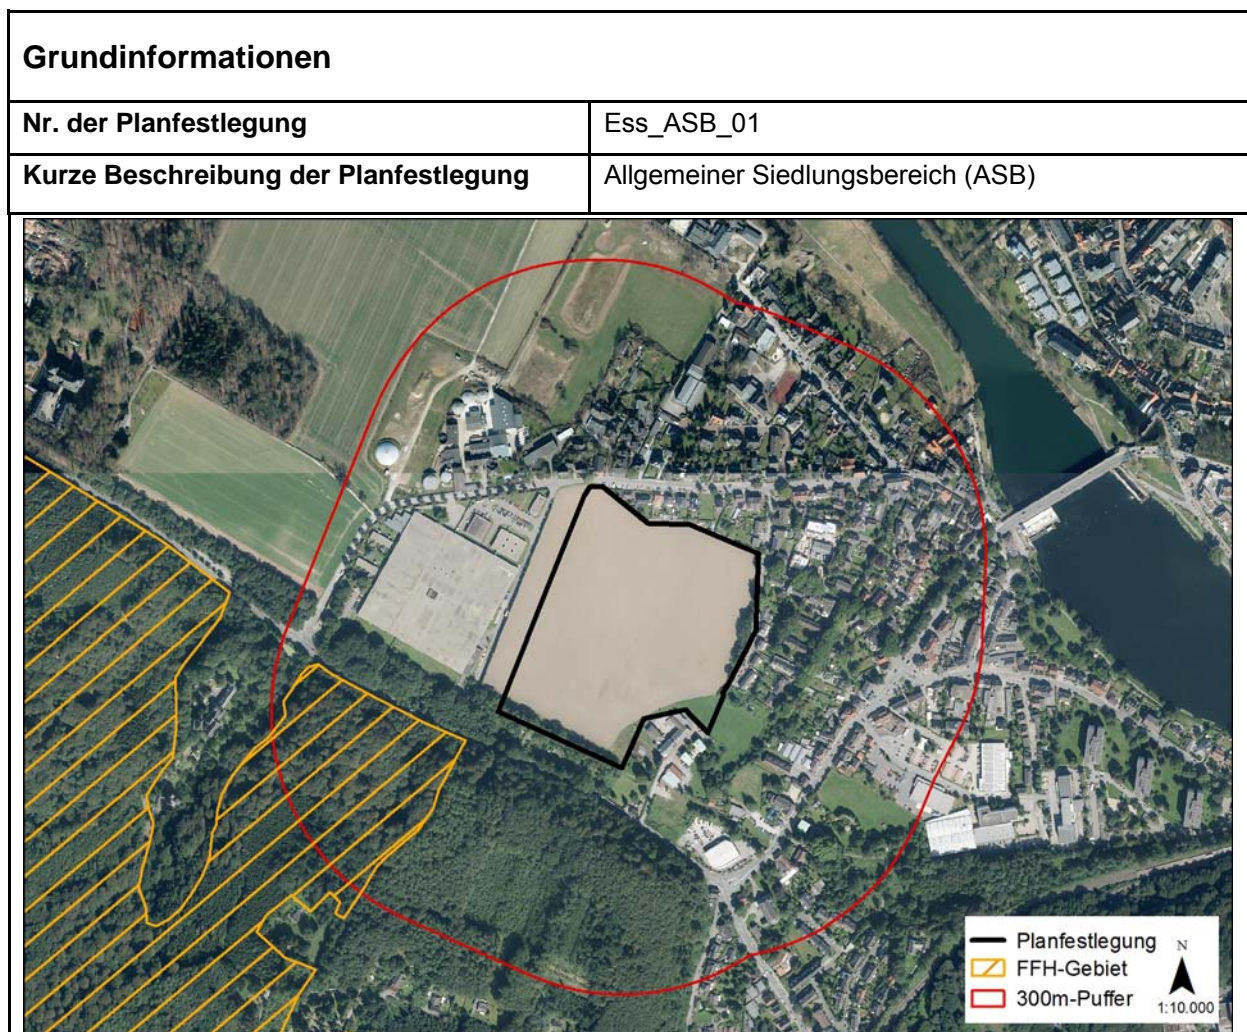 Grundinformationen
Nr. der Planfestlegung Ess_ASB_01
Kurze Beschreibung der Planfestlegung Allgemeiner Siedlungsbereich (ASB)
Planfestlegung
FFH-Gebiet
300m-Puffer
N
1:10.000